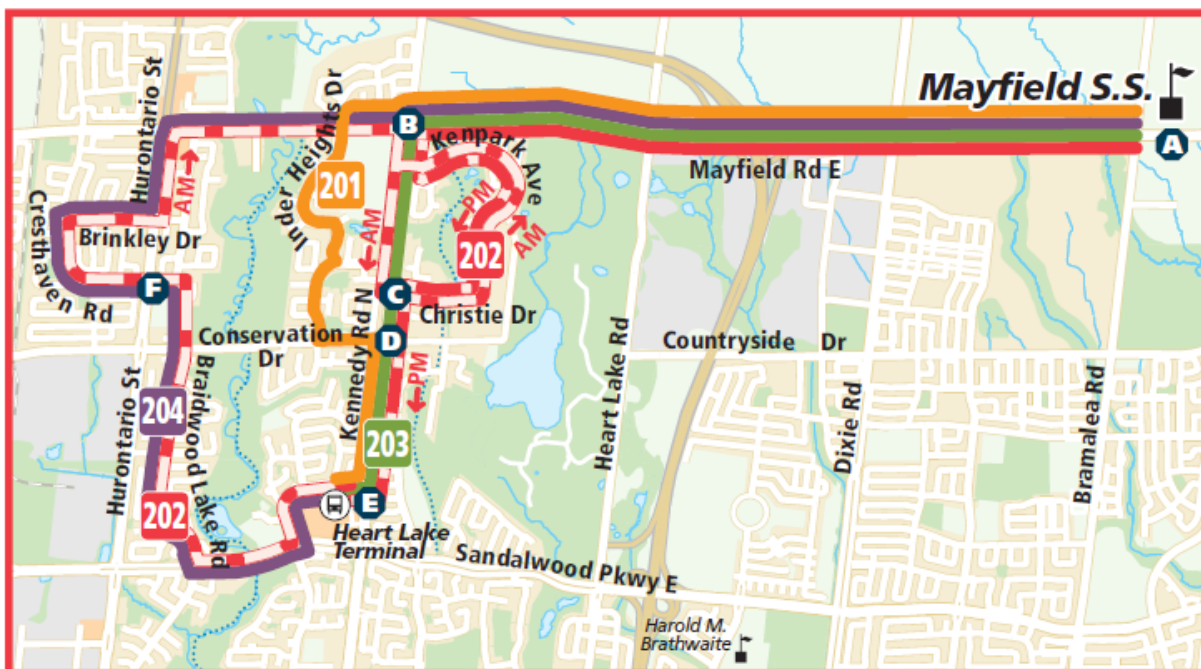 Mayfield S.S.
A
B
Mayfield Rd E
Kenpark Ave
Inder Heights Dr
201
Hurontario St
AM
Brinkley Dr
Cresthaven Rd
F
AM
PM
AM
202
C
Christie Dr
D
Conservation
Dr
Kennedy Rd N
PM
Countryside Dr
Heart Lake Rd
Dixie Rd
Bramalea Rd
204
Braidwood Lake Rd
Hurontario St
203
202
E
Heart Lake
Terminal
Sandalwood Pkwy E
Harold M.
Brathwaite